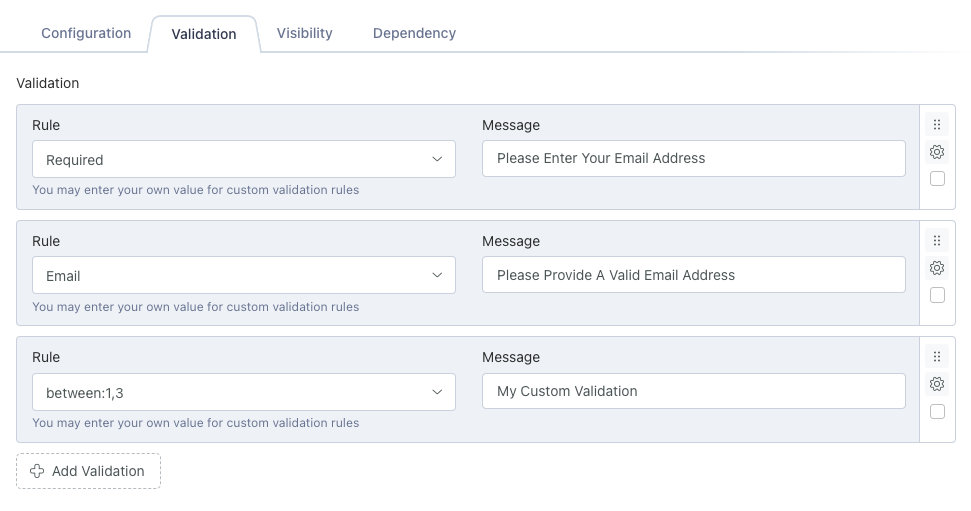 Configuration Validation Visibility Dependency
Validation
Rule Message
Required Please Enter Your Email Address
You may enter your own value for custom validation rules
Rule Message
Email Please Provide A Valid Email Address
You may enter your own value for custom validation rules
Rule Message
between:1,3 My Custom Validation
You may enter your own value for custom validation rules
Add Validation